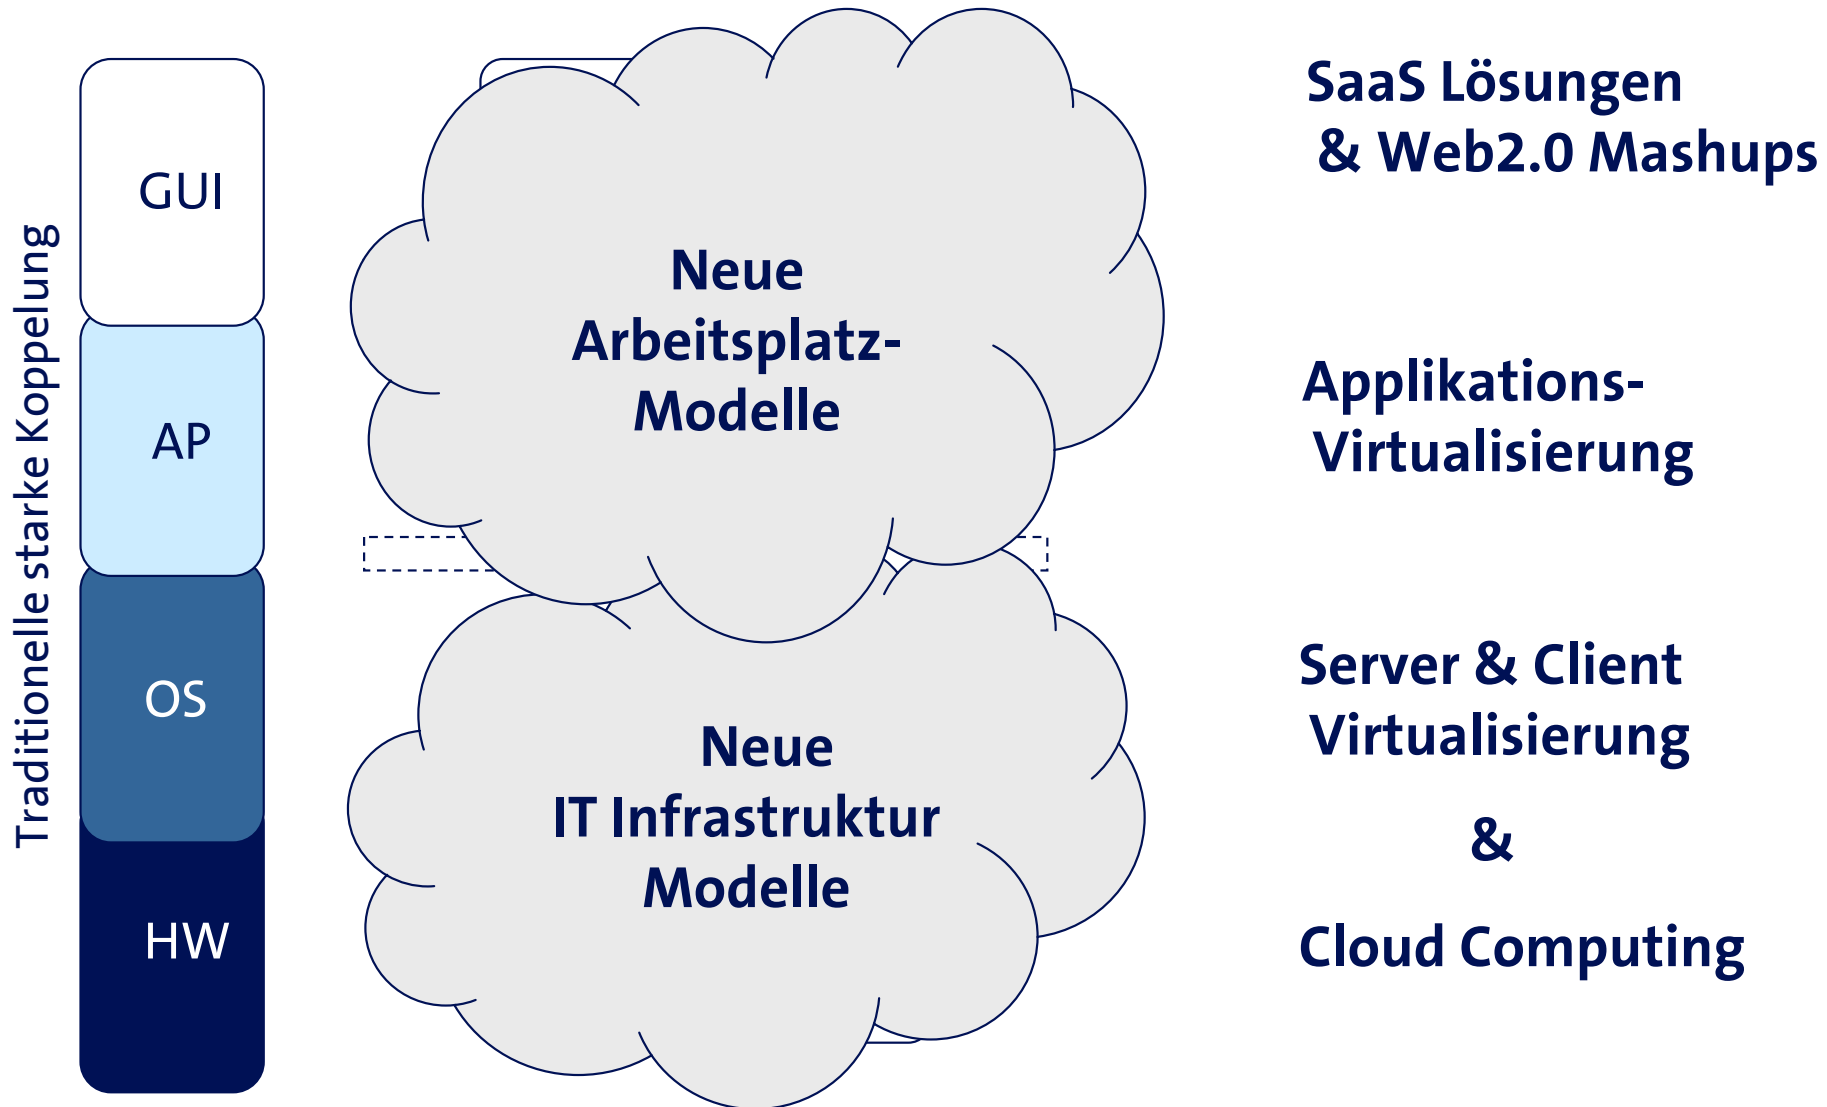 Traditionelle starke Koppelung
GUI
AP
OS
HW
Neue
Arbeitsplatz-
Modelle
Neue
IT Infrastruktur
Modelle
SaaS Lösungen
& Web2.0 Mashups
Applikations-
Virtualisierung
Server & Client
Virtualisierung
&
Cloud Computing